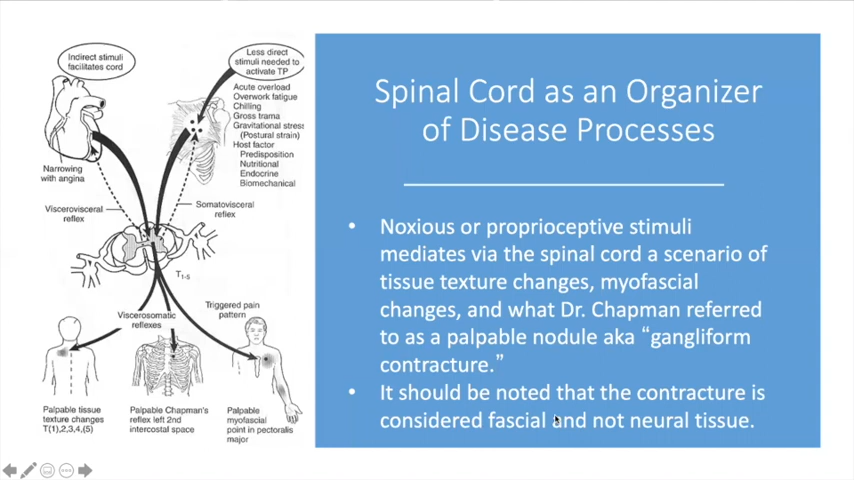 Indirect stimuli
facilitates cord
Less direct
stimuli needed to
activate TP
Acute overload
Overwork fatigue
Chilling
Gross trama
Gravitational stress
(Postural strain)
Host factor
Predisposition
Nutritional
Endocrine
Biomechanical
Narrowing
with angina
Viscerovisceral
reflex
Somatovisceral
reflex
T1-5
Viscerosomatic
reflexes
Triggered pain
pattern
Palpable tissue
texture changes
T(1),2,3,4,(5)
Palpable Chapman's
reflex left 2nd
intercostal space
Palpable
myofascial
point in pectoralis
major
Spinal Cord as an Organizer
of Disease Processes
• Noxious or proprioceptive stimuli
mediates via the spinal cord a scenario of
tissue texture changes, myofascial
changes, and what Dr. Chapman referred
to as a palpable nodule aka “gangliform
contracture.”
• It should be noted that the contracture is
considered fascial and not neural tissue.